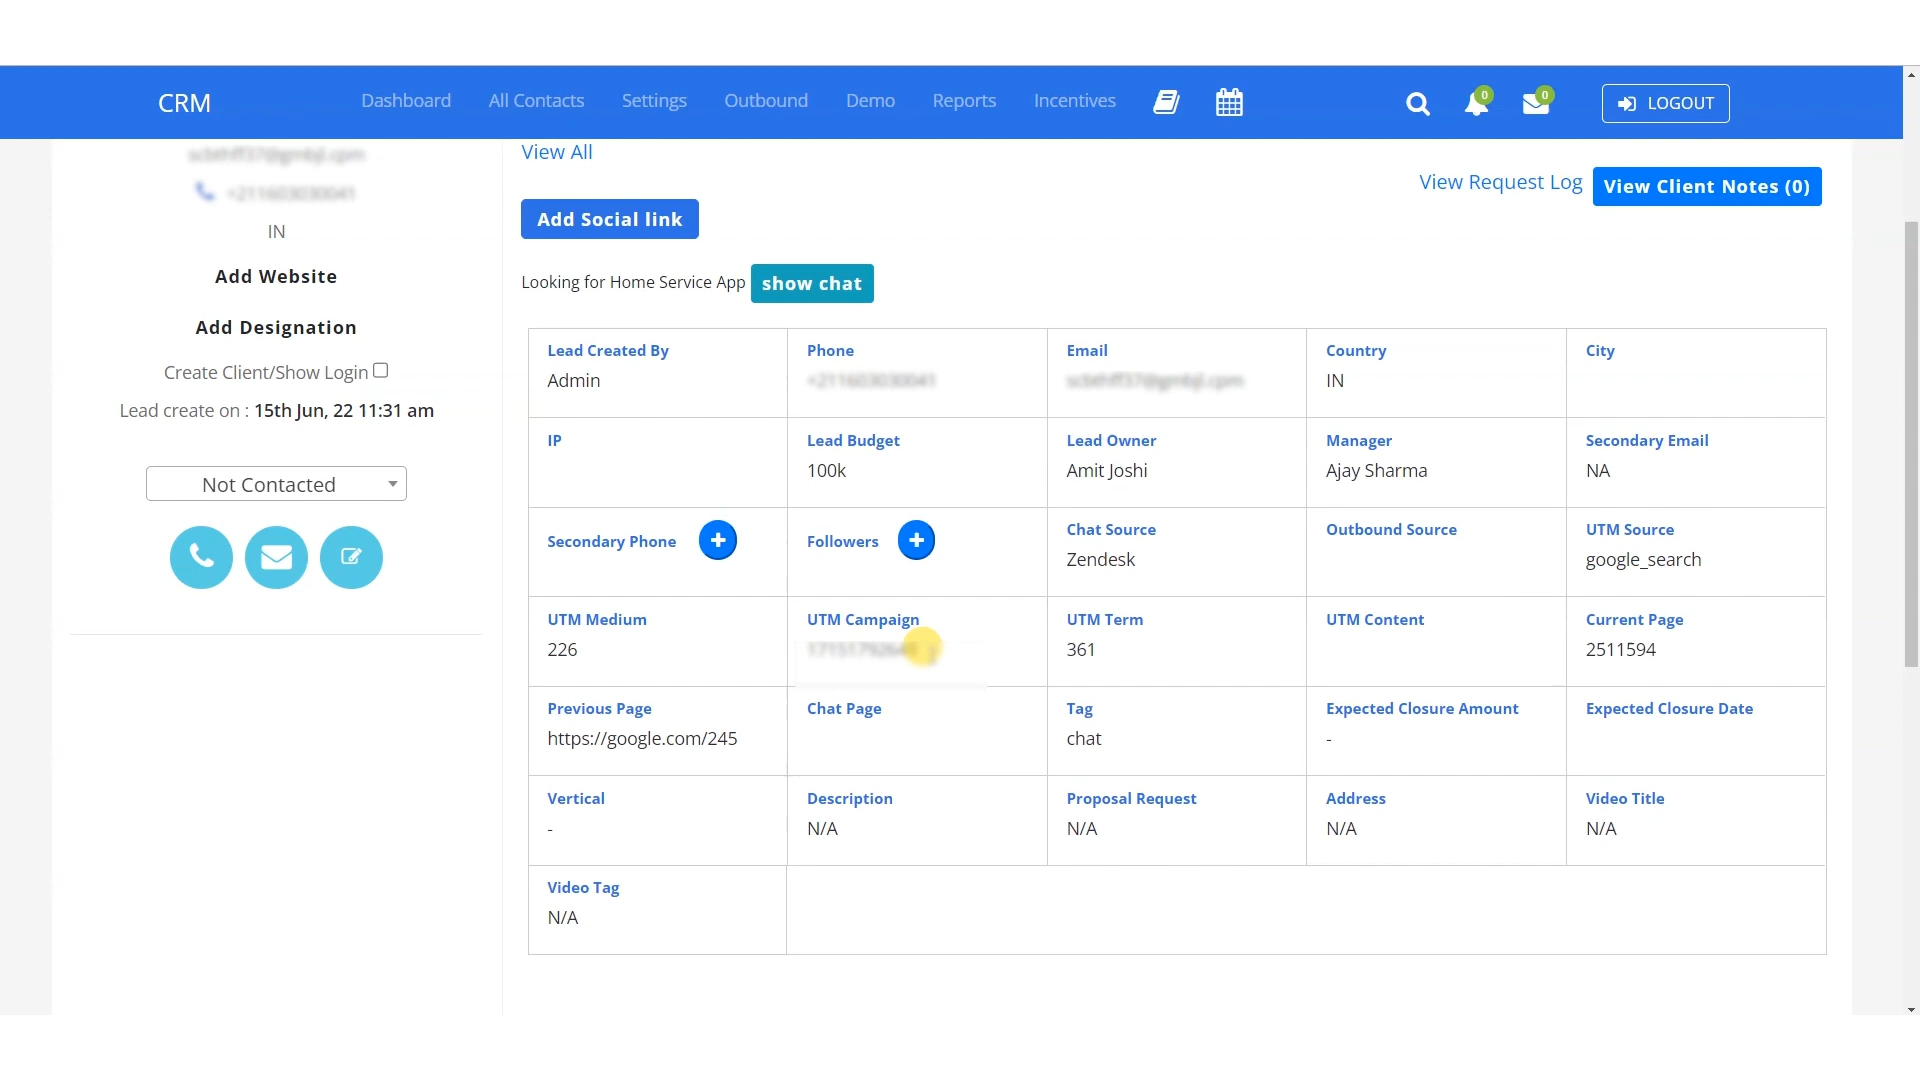 CRM
Dashboard
All Contacts
Settings
Outbound
Demo
Reports
Incentives
0
0
LOGOUT
IN
Add Website
Add Designation
Create Client/Show Login
Lead create on : 15th Jun, 22 11:31 am
Not Contacted
View All
View Request Log
View Client Notes (0)
Add Social link
Looking for Home Service App
show chat
Lead Created By
Admin
Phone
Email
Country
IN
City
IP
Lead Budget
100k
Lead Owner
Amit Joshi
Manager
Ajay Sharma
Secondary Email
NA
Secondary Phone
Followers
Chat Source
Zendesk
Outbound Source
UTM Source
google_search
UTM Medium
226
UTM Campaign
UTM Term
361
UTM Content
Current Page
2511594
Previous Page
https://google.com/245
Chat Page
Tag
chat
Expected Closure Amount
-
Expected Closure Date
Vertical
-
Description
N/A
Proposal Request
N/A
Address
N/A
Video Title
N/A
Video Tag
N/A